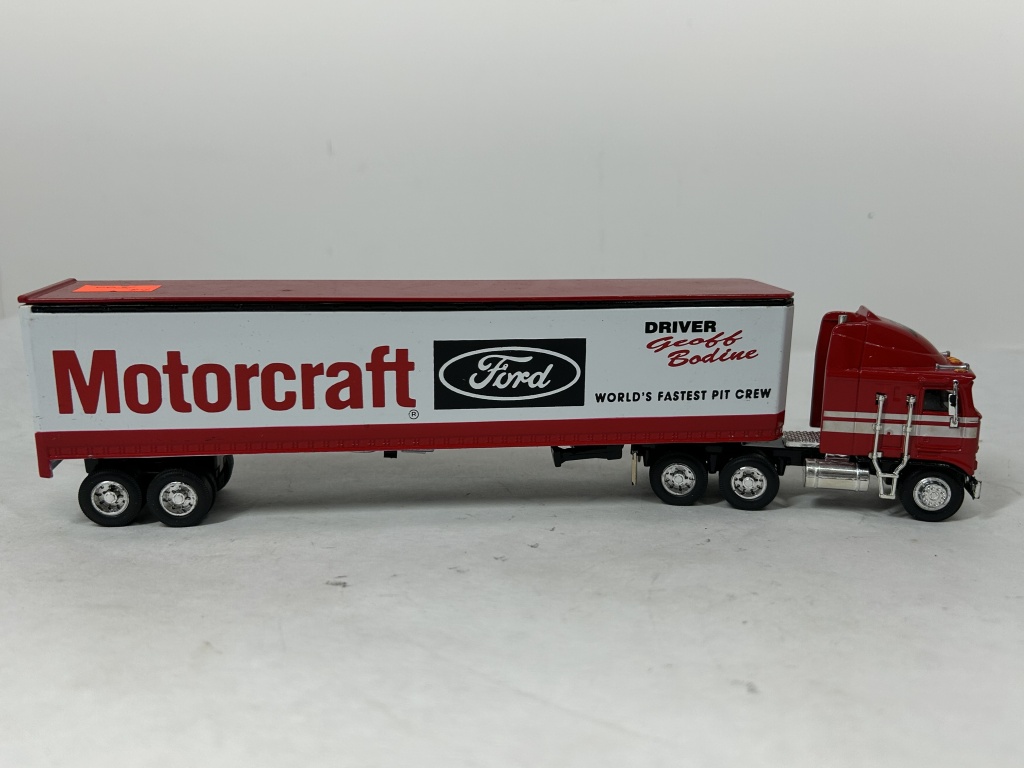 Motorcraft®
Ford
DRIVER
Geoff
Bodine
WORLD'S FASTEST PIT CREW